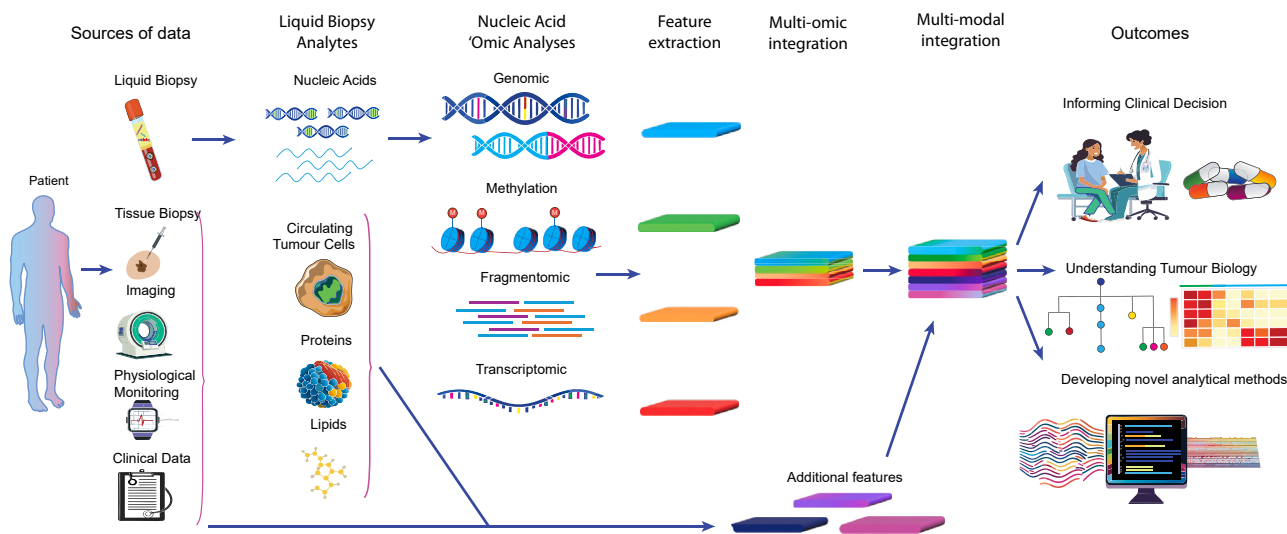 Sources of data
Liquid Biopsy
Analytes
Nucleic Acid
'Omic Analyses
Feature
extraction
Multi-omic
integration
Multi-modal
integration
Outcomes
Patient
Liquid Biopsy
Tissue Biopsy
Imaging
Physiological
Monitoring
Clinical Data
Nucleic Acids
Circulating
Tumour Cells
Proteins
Lipids
Genomic
Methylation
M
M
M
Fragmentomic
Transcriptomic
Additional features
Informing Clinical Decision
Understanding Tumour Biology
Developing novel analytical methods